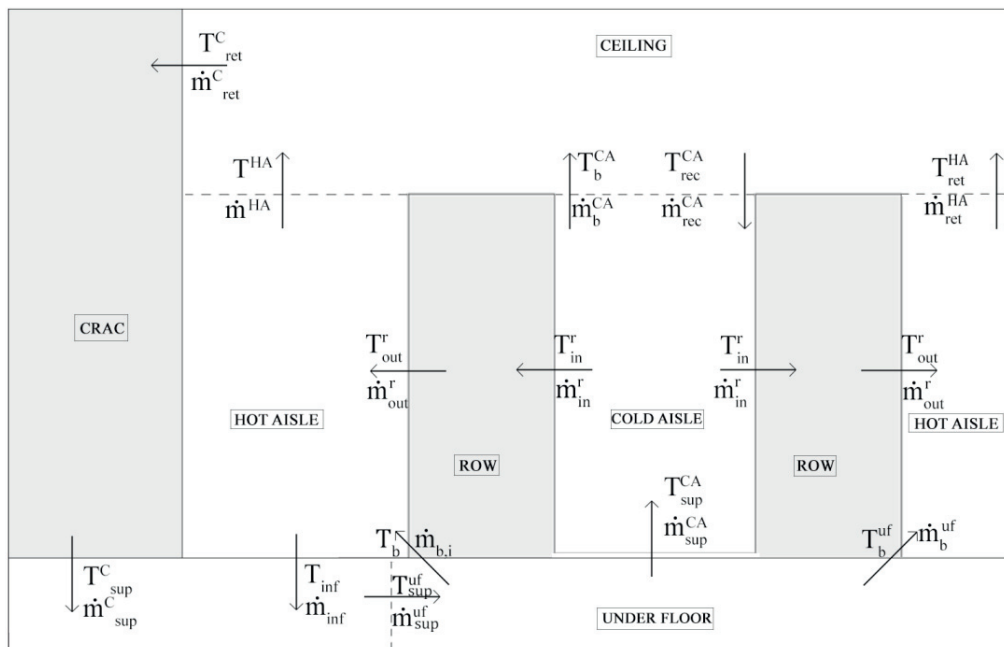 CEILING
T^C_ret
ṁ^C_ret
T^HA
ṁ^HA
T^CA_b
ṁ^CA_b
T^CA_rec
ṁ^CA_rec
T^HA_ret
ṁ^HA_ret
CRAC
T^r_out
ṁ^r_out
T^r_in
ṁ^r_in
T^r_in
ṁ^r_in
T^r_out
ṁ^r_out
HOT AISLE
COLD AISLE
HOT AISLE
ROW
ROW
T^CA_sup
ṁ^CA_sup
T_b
ṁ_b,i
T^uf_b
ṁ^uf_b
T^C_sup
ṁ^C_sup
T_inf
ṁ_inf
T^uf_sup
ṁ^uf_sup
UNDER FLOOR